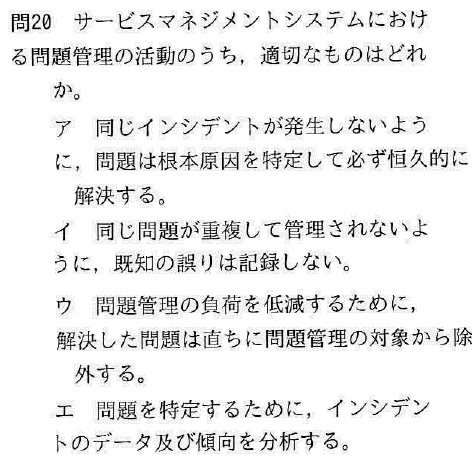 問20　サービスマネジメントシステムにおけ
る問題管理の活動のうち，適切なものはどれ
か。
ア　同じインシデントが発生しないよう
に，問題は根本原因を特定して必ず恒久的に
解決する。
イ　同じ問題が重複して管理されないよ
うに，既知の誤りは記録しない。
ウ　問題管理の負荷を低減するために，
解決した問題は直ちに問題管理の対象から除
外する。
エ　問題を特定するために，インシデン
トのデータ及び傾向を分析する。